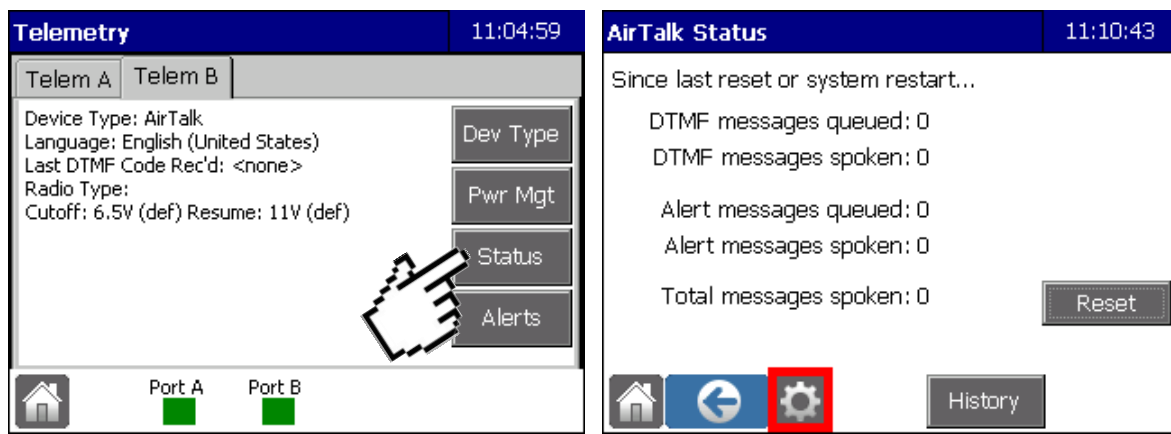 Telemetry 11:04:59
Telem A Telem B
Device Type: AirTalk
Language: English (United States)
Last DTMF Code Rec'd: <none>
Radio Type:
Cutoff: 6.5V (def) Resume: 11V (def)
Dev Type
Pwr Mgt
Status
Alerts
Port A Port B
AirTalk Status 11:10:43
Since last reset or system restart...
DTMF messages queued: 0
DTMF messages spoken: 0
Alert messages queued: 0
Alert messages spoken: 0
Total messages spoken: 0
Reset
History